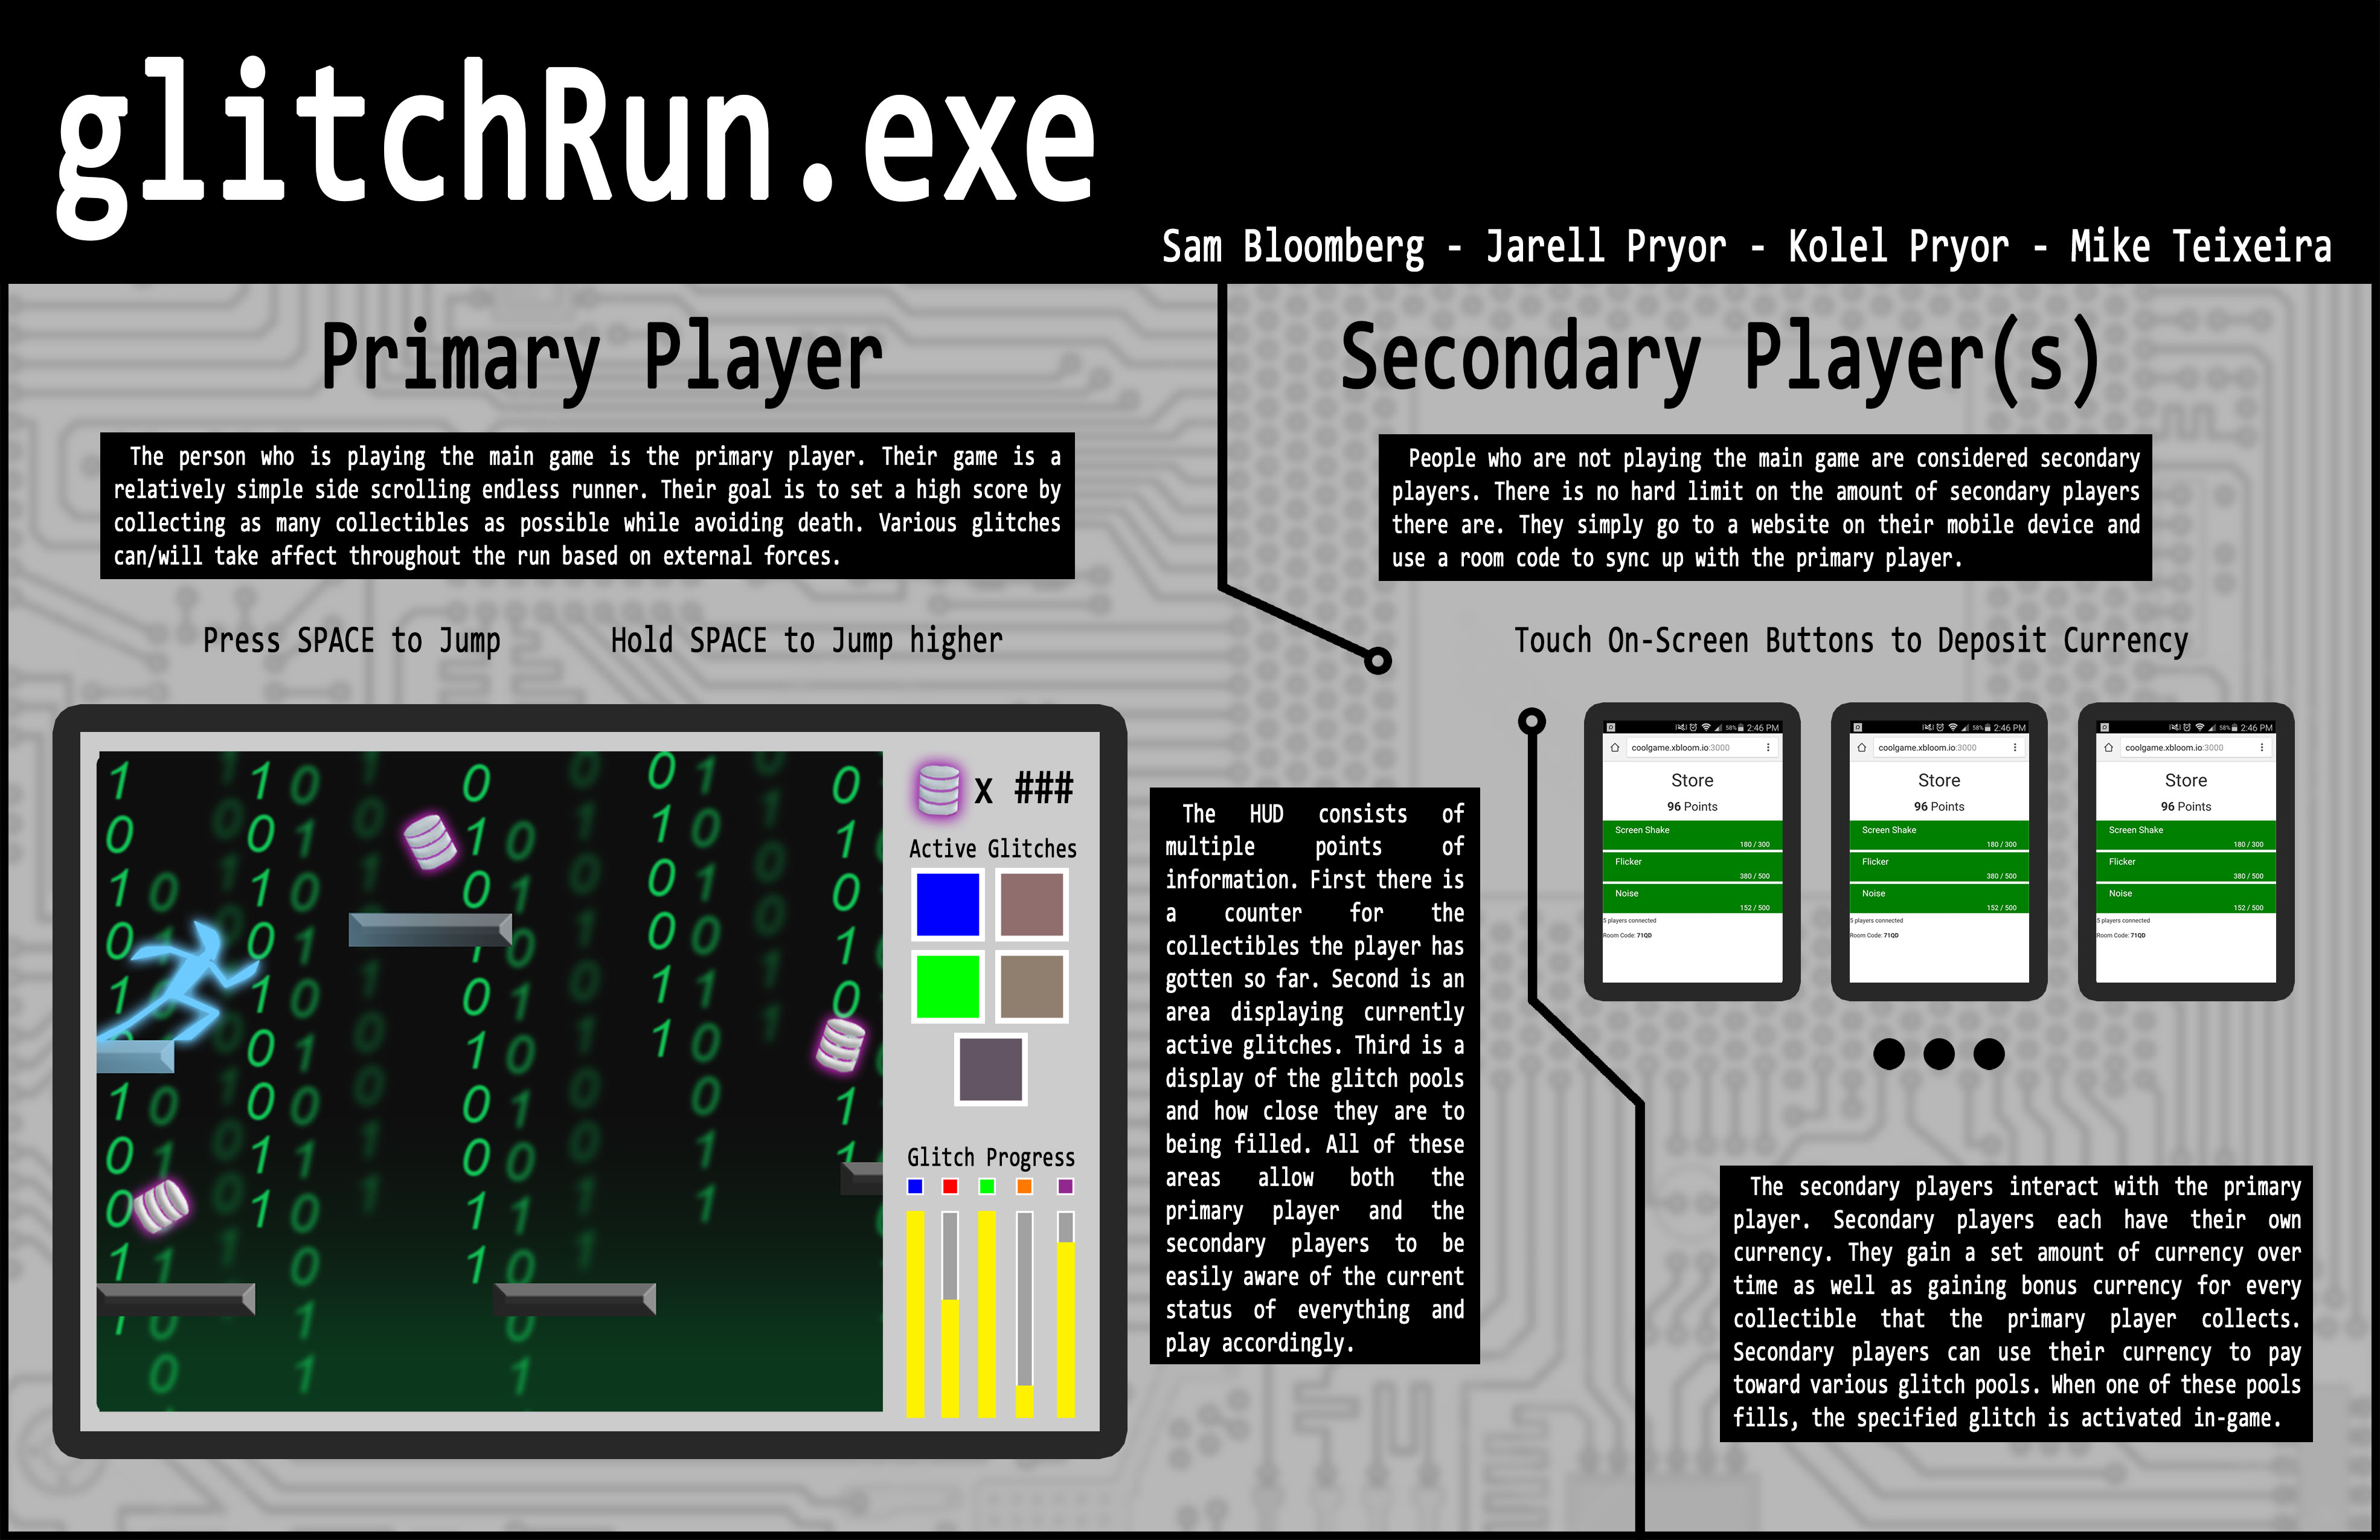 glitchRun.exe
Sam Bloomberg - Jarell Pryor - Kolel Pryor - Mike Teixeira
Primary Player
The person who is playing the main game is the primary player. Their game is a
relatively simple side scrolling endless runner. Their goal is to set a high score by
collecting as many collectibles as possible while avoiding death. Various glitches
can/will take affect throughout the run based on external forces.
Press SPACE to Jump
Hold SPACE to Jump higher
x ###
Active Glitches
Glitch Progress
The HUD consists of
multiple points of
information. First there is
a counter for the
collectibles the player has
gotten so far. Second is an
area displaying currently
active glitches. Third is a
display of the glitch pools
and how close they are to
being filled. All of these
areas allow both the
primary player and the
secondary players to be
easily aware of the current
status of everything and
play accordingly.
Secondary Player(s)
People who are not playing the main game are considered secondary
players. There is no hard limit on the amount of secondary players
there are. They simply go to a website on their mobile device and
use a room code to sync up with the primary player.
Touch On-Screen Buttons to Deposit Currency
58% 2:46 PM
coolgame.xbloom.io:3000
Store
96 Points
Screen Shake
180 / 300
Flicker
380 / 500
Noise
152 / 500
5 players connected
Room Code: 71QD
58% 2:46 PM
coolgame.xbloom.io:3000
Store
96 Points
Screen Shake
180 / 300
Flicker
380 / 500
Noise
152 / 500
5 players connected
Room Code: 71QD
58% 2:46 PM
coolgame.xbloom.io:3000
Store
96 Points
Screen Shake
180 / 300
Flicker
380 / 500
Noise
152 / 500
5 players connected
Room Code: 71QD
The secondary players interact with the primary
player. Secondary players each have their own
currency. They gain a set amount of currency over
time as well as gaining bonus currency for every
collectible that the primary player collects.
Secondary players can use their currency to pay
toward various glitch pools. When one of these pools
fills, the specified glitch is activated in-game.